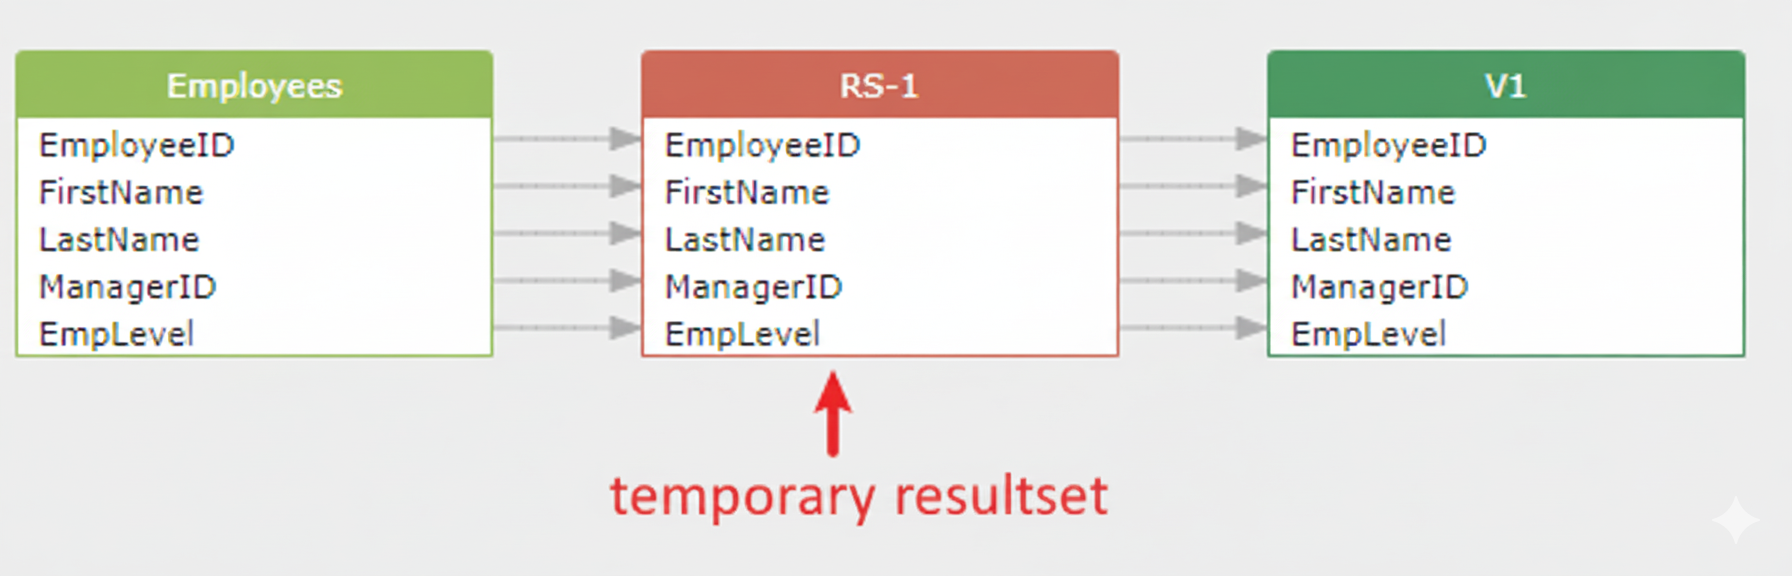 Employees
EmployeeID
FirstName
LastName
ManagerID
EmpLevel
RS-1
EmployeeID
FirstName
LastName
ManagerID
EmpLevel
V1
EmployeeID
FirstName
LastName
ManagerID
EmpLevel
temporary resultset